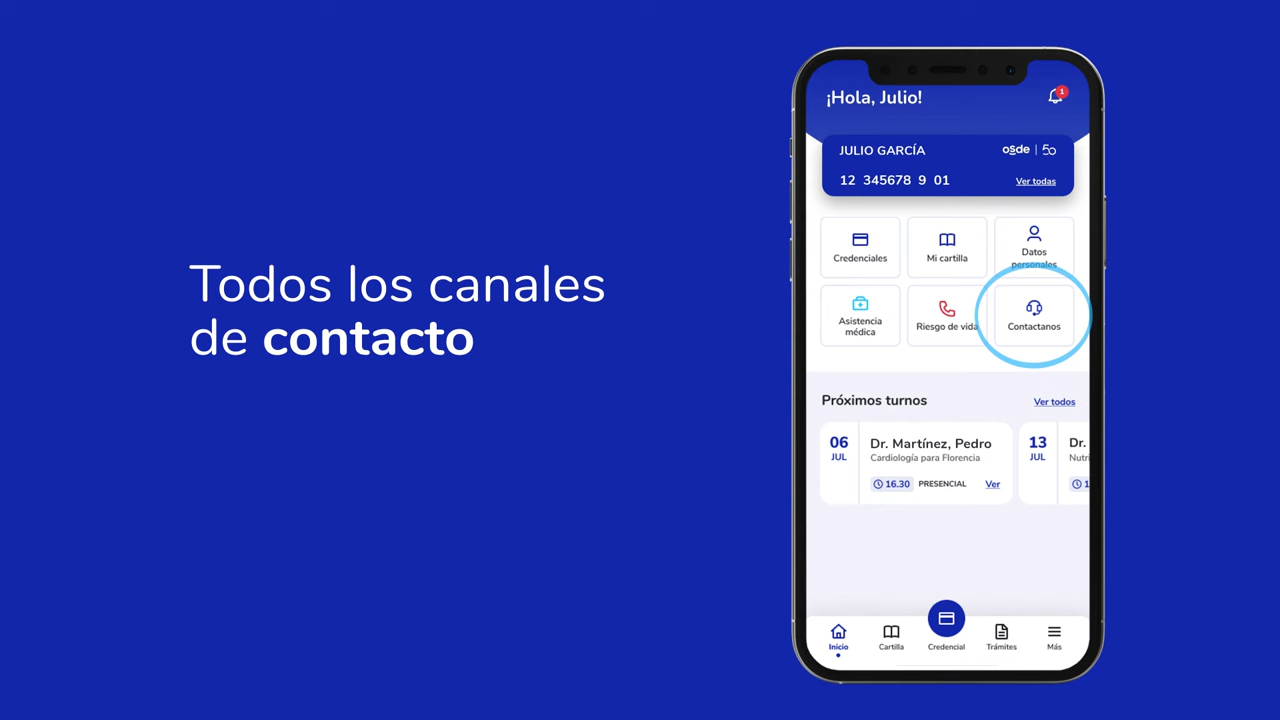 Todos los canales
de contacto
¡Hola, Julio!
1
JULIO GARCÍA
osde | 50
12 345678 9 01
Ver todas
Credenciales
Mi cartilla
Datos
personales
Asistencia
médica
Riesgo de vida
Contactanos
Próximos turnos
Ver todos
06
JUL
Dr. Martínez, Pedro
Cardiología para Florencia
16.30 PRESENCIAL Ver
13
JUL
Dr.
Nutri
1
Inicio
Cartilla
Credencial
Trámites
Más